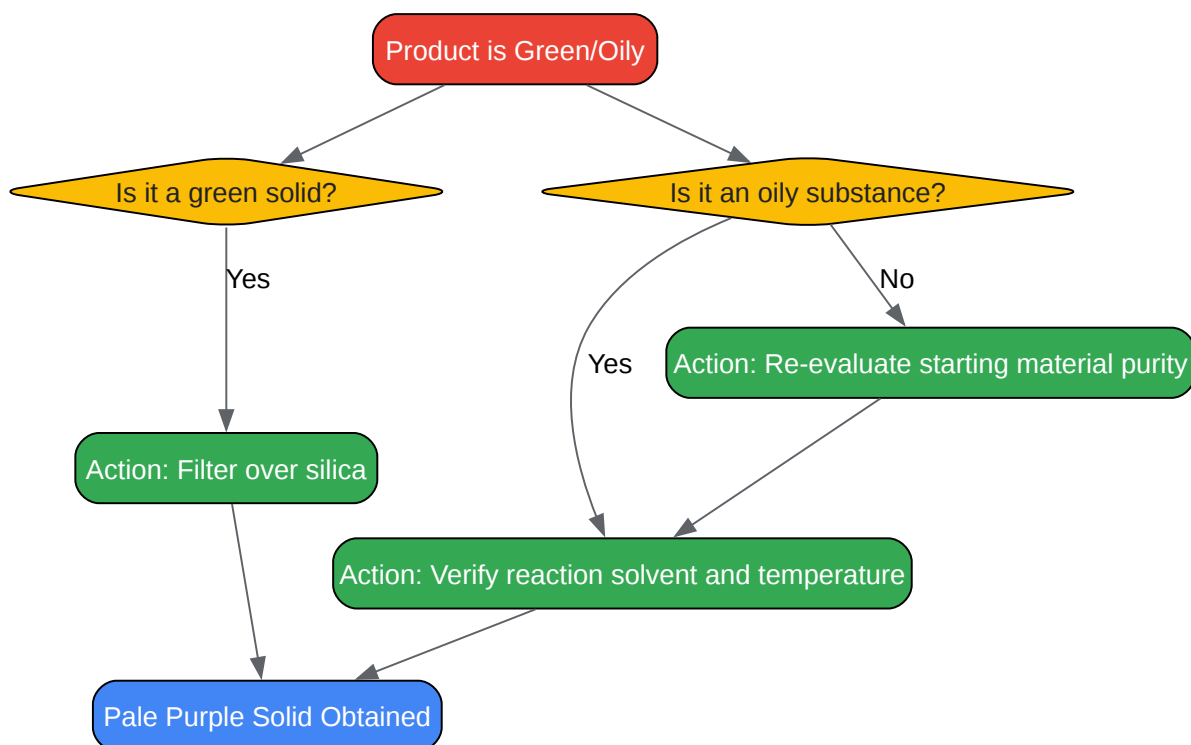 Product is Green/Oily
Is it a green solid?
Is it an oily substance?
Yes
No
Yes
Action: Re-evaluate starting material purity
Action: Filter over silica
Action: Verify reaction solvent and temperature
Pale Purple Solid Obtained